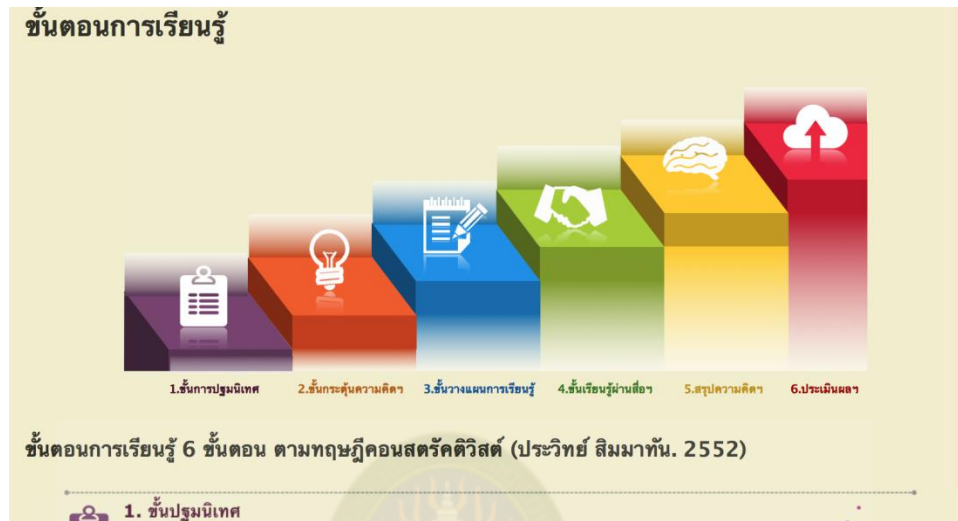 ขั้นตอนการเรียนรู้
1.ขั้นการปฐมนิเทศ 2.ขั้นกระตุ้นความคิดฯ 3.ขั้นวางแผนการเรียนรู้ 4.ขั้นเรียนรู้ผ่านสื่อฯ 5.สรุปความคิดฯ 6.ประเมินผลฯ
ขั้นตอนการเรียนรู้ 6 ขั้นตอน ตามทฤษฎีคอนสตรัคติวิสต์ (ประวิทย์ สิมมาทัน. 2552)
1. ขั้นปฐมนิเทศ